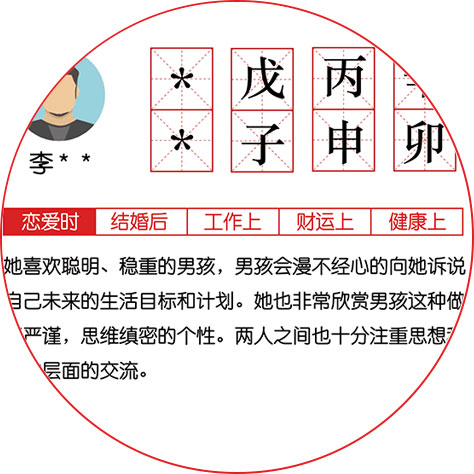 * 戊 丙
* 子 申 卯
李* *
恋爱时 结婚后 工作上 财运上 健康上
她喜欢聪明、稳重的男孩，男孩会漫不经心的向她诉说
自己未来的生活目标和计划。她也非常欣赏男孩这种做
严谨，思维缜密的个性。两人之间也十分注重思想
层面的交流。